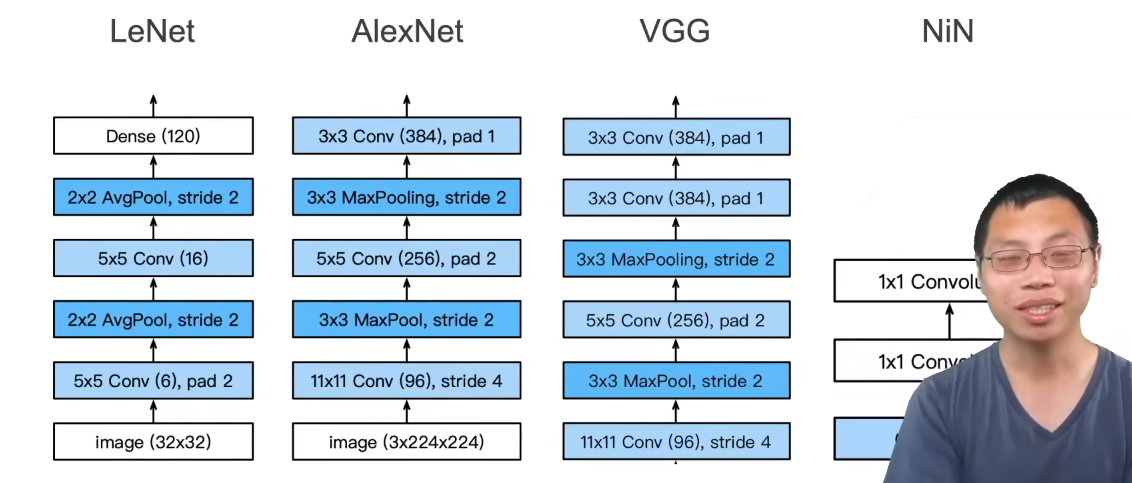 LeNet
AlexNet
VGG
NiN
Dense (120)
2x2 AvgPool, stride 2
5x5 Conv (16)
2x2 AvgPool, stride 2
5x5 Conv (6), pad 2
image (32x32)
3x3 Conv (384), pad 1
3x3 MaxPooling, stride 2
5x5 Conv (256), pad 2
3x3 MaxPool, stride 2
11x11 Conv (96), stride 4
image (3x224x224)
3x3 Conv (384), pad 1
3x3 Conv (384), pad 1
3x3 MaxPooling, stride 2
5x5 Conv (256), pad 2
3x3 MaxPool, stride 2
11x11 Conv (96), stride 4
1x1 Convolu
1x1 Convo